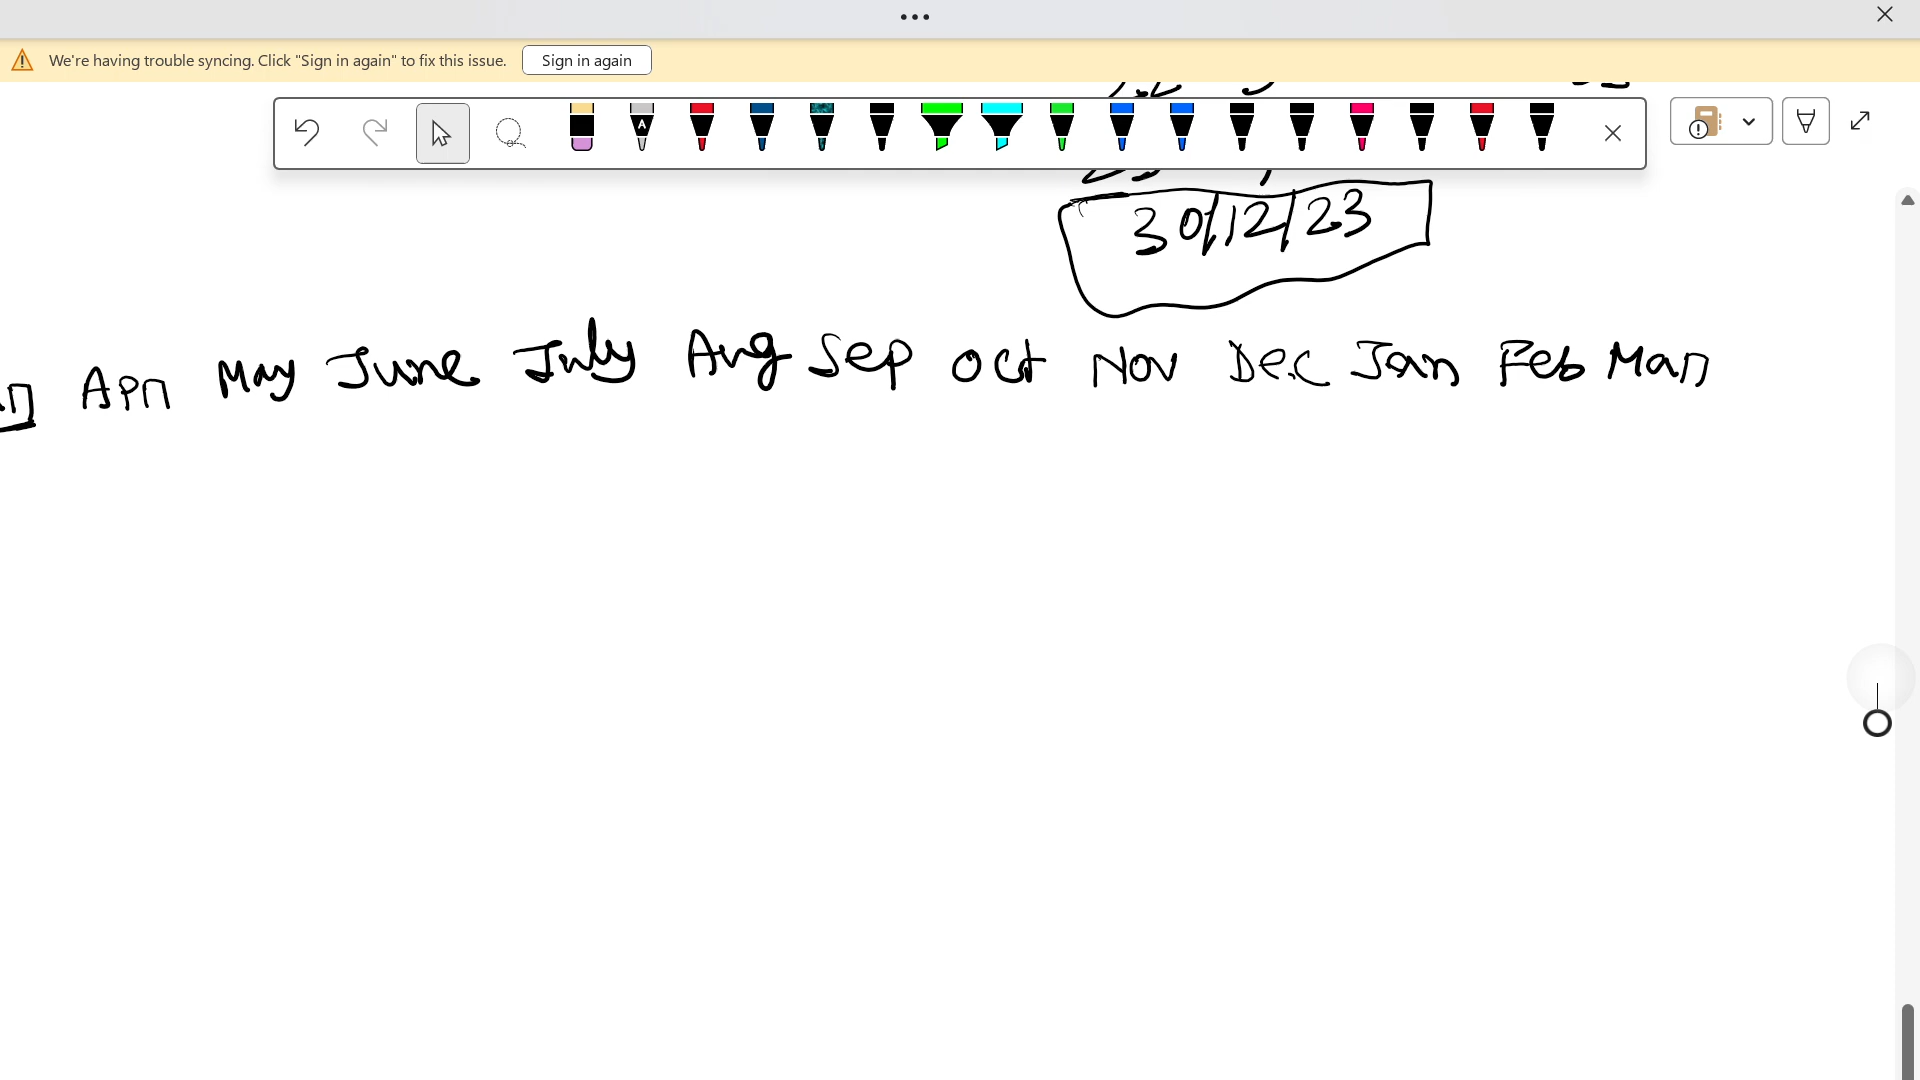 We're having trouble syncing. Click "Sign in again" to fix this issue. Sign in again
30/12/23
Apr May June July Aug Sep Oct Nov Dec Jan Feb Mar